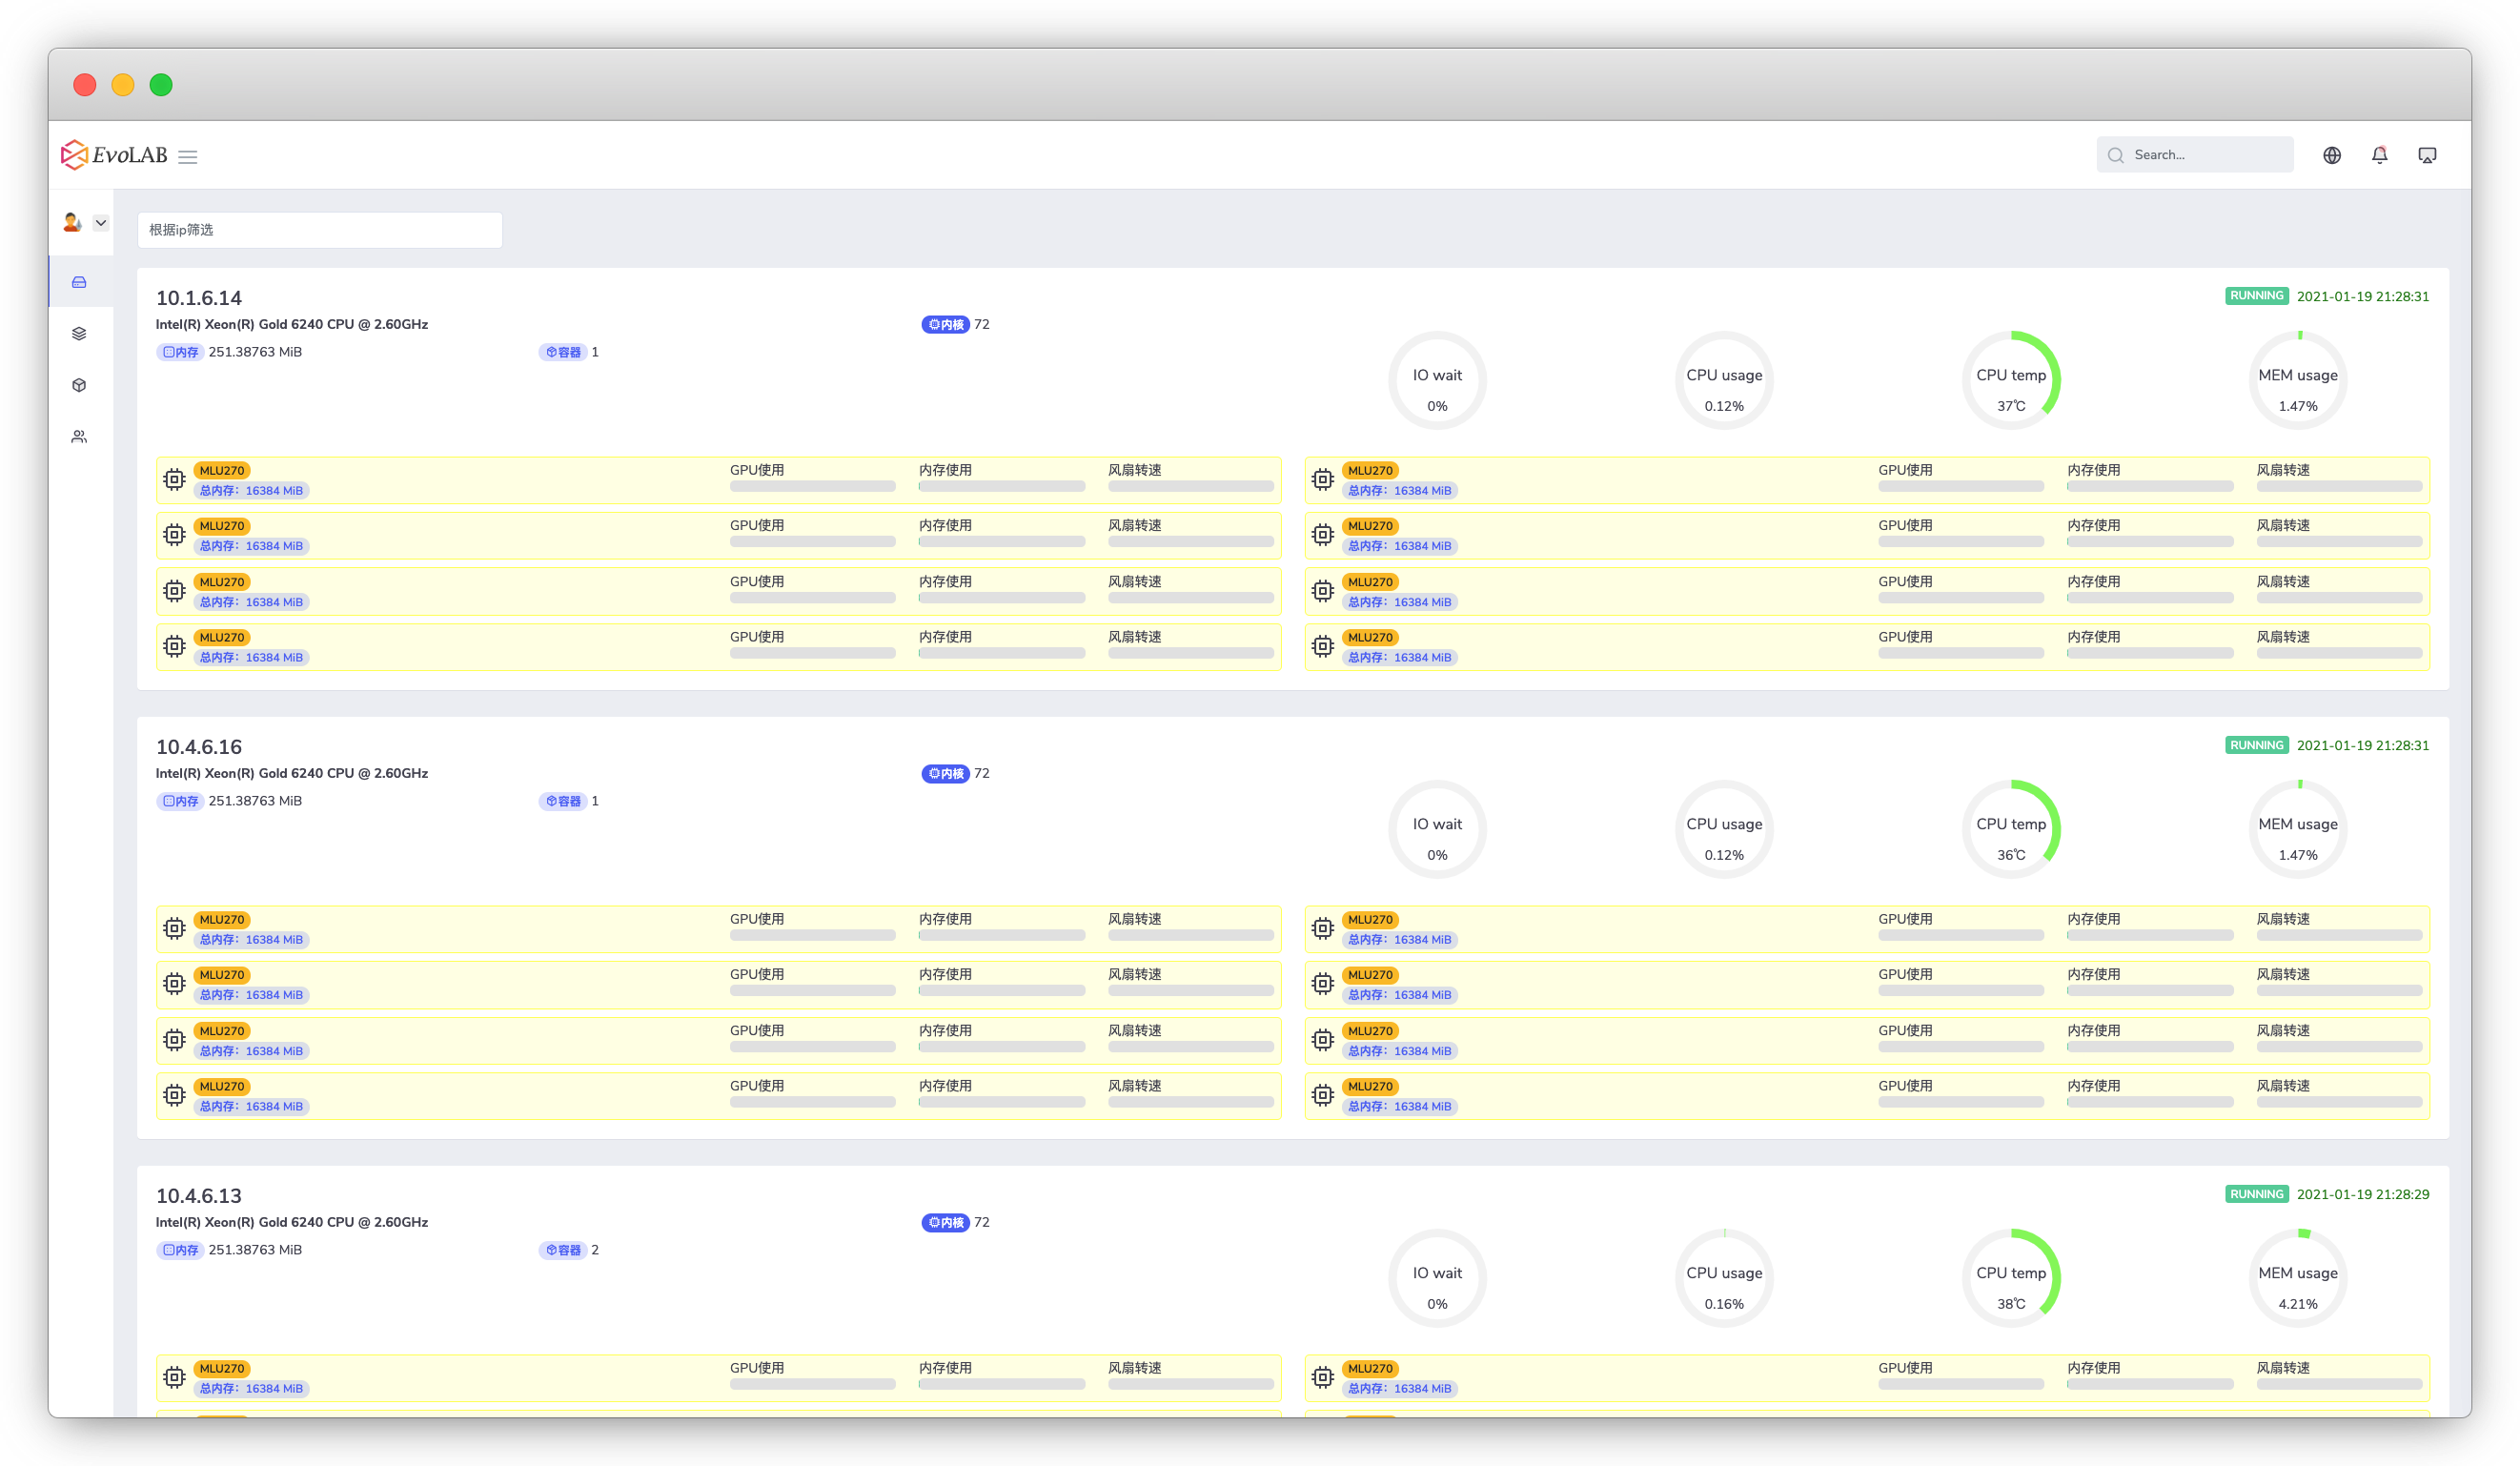 EvoLAB
Search...
根据ip筛选
10.1.6.14
RUNNING 2021-01-19 21:28:31
Intel(R) Xeon(R) Gold 6240 CPU @ 2.60GHz
内核 72
内存 251.38763 MiB
容器 1
IO wait
0%
CPU usage
0.12%
CPU temp
37℃
MEM usage
1.47%
MLU270 GPU使用 内存使用 风扇转速
总内存：16384 MiB
MLU270 GPU使用 内存使用 风扇转速
总内存：16384 MiB
MLU270 GPU使用 内存使用 风扇转速
总内存：16384 MiB
MLU270 GPU使用 内存使用 风扇转速
总内存：16384 MiB
MLU270 GPU使用 内存使用 风扇转速
总内存：16384 MiB
MLU270 GPU使用 内存使用 风扇转速
总内存：16384 MiB
MLU270 GPU使用 内存使用 风扇转速
总内存：16384 MiB
MLU270 GPU使用 内存使用 风扇转速
总内存：16384 MiB
10.4.6.16
RUNNING 2021-01-19 21:28:31
Intel(R) Xeon(R) Gold 6240 CPU @ 2.60GHz
内核 72
内存 251.38763 MiB
容器 1
IO wait
0%
CPU usage
0.12%
CPU temp
36℃
MEM usage
1.47%
MLU270 GPU使用 内存使用 风扇转速
总内存：16384 MiB
MLU270 GPU使用 内存使用 风扇转速
总内存：16384 MiB
MLU270 GPU使用 内存使用 风扇转速
总内存：16384 MiB
MLU270 GPU使用 内存使用 风扇转速
总内存：16384 MiB
MLU270 GPU使用 内存使用 风扇转速
总内存：16384 MiB
MLU270 GPU使用 内存使用 风扇转速
总内存：16384 MiB
MLU270 GPU使用 内存使用 风扇转速
总内存：16384 MiB
MLU270 GPU使用 内存使用 风扇转速
总内存：16384 MiB
10.4.6.13
RUNNING 2021-01-19 21:28:29
Intel(R) Xeon(R) Gold 6240 CPU @ 2.60GHz
内核 72
内存 251.38763 MiB
容器 2
IO wait
0%
CPU usage
0.16%
CPU temp
38℃
MEM usage
4.21%
MLU270 GPU使用 内存使用 风扇转速
总内存：16384 MiB
MLU270 GPU使用 内存使用 风扇转速
总内存：16384 MiB